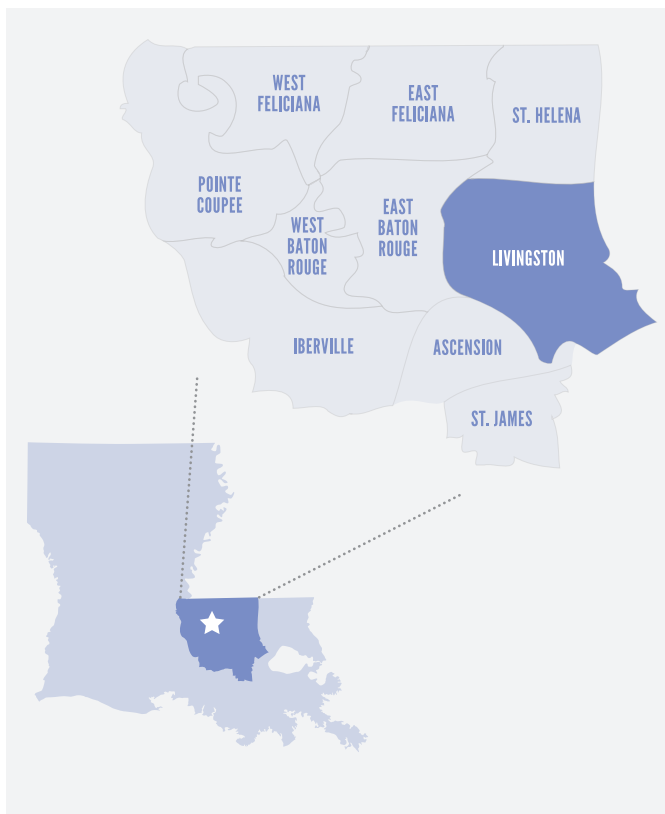 WEST
FELICIANA
EAST
FELICIANA
ST. HELENA
POINTE
COUPEE
WEST
BATON
ROUGE
EAST
BATON
ROUGE
LIVINGSTON
IBERVILLE
ASCENSION
ST. JAMES